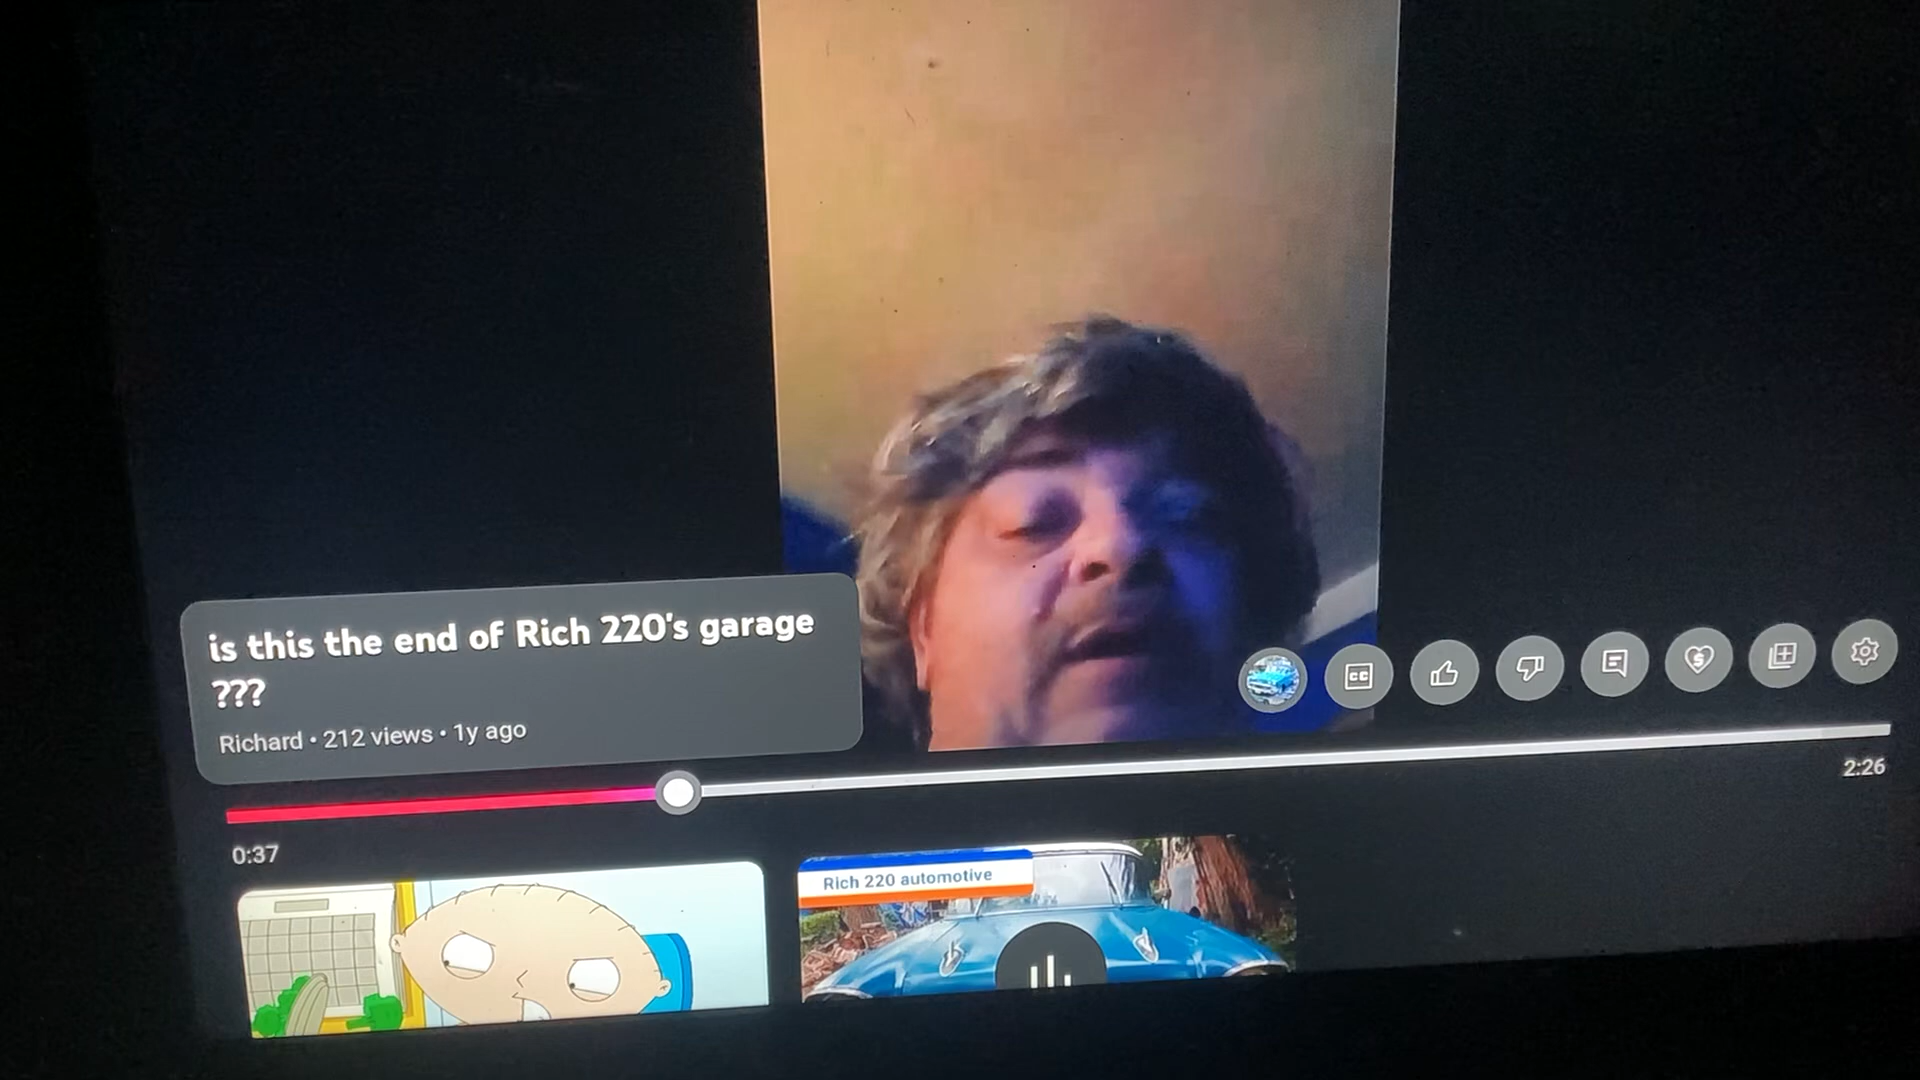 is this the end of Rich 220's garage
???
Richard • 212 views • 1y ago
CC
2:26
0:37
Rich 220 automotive